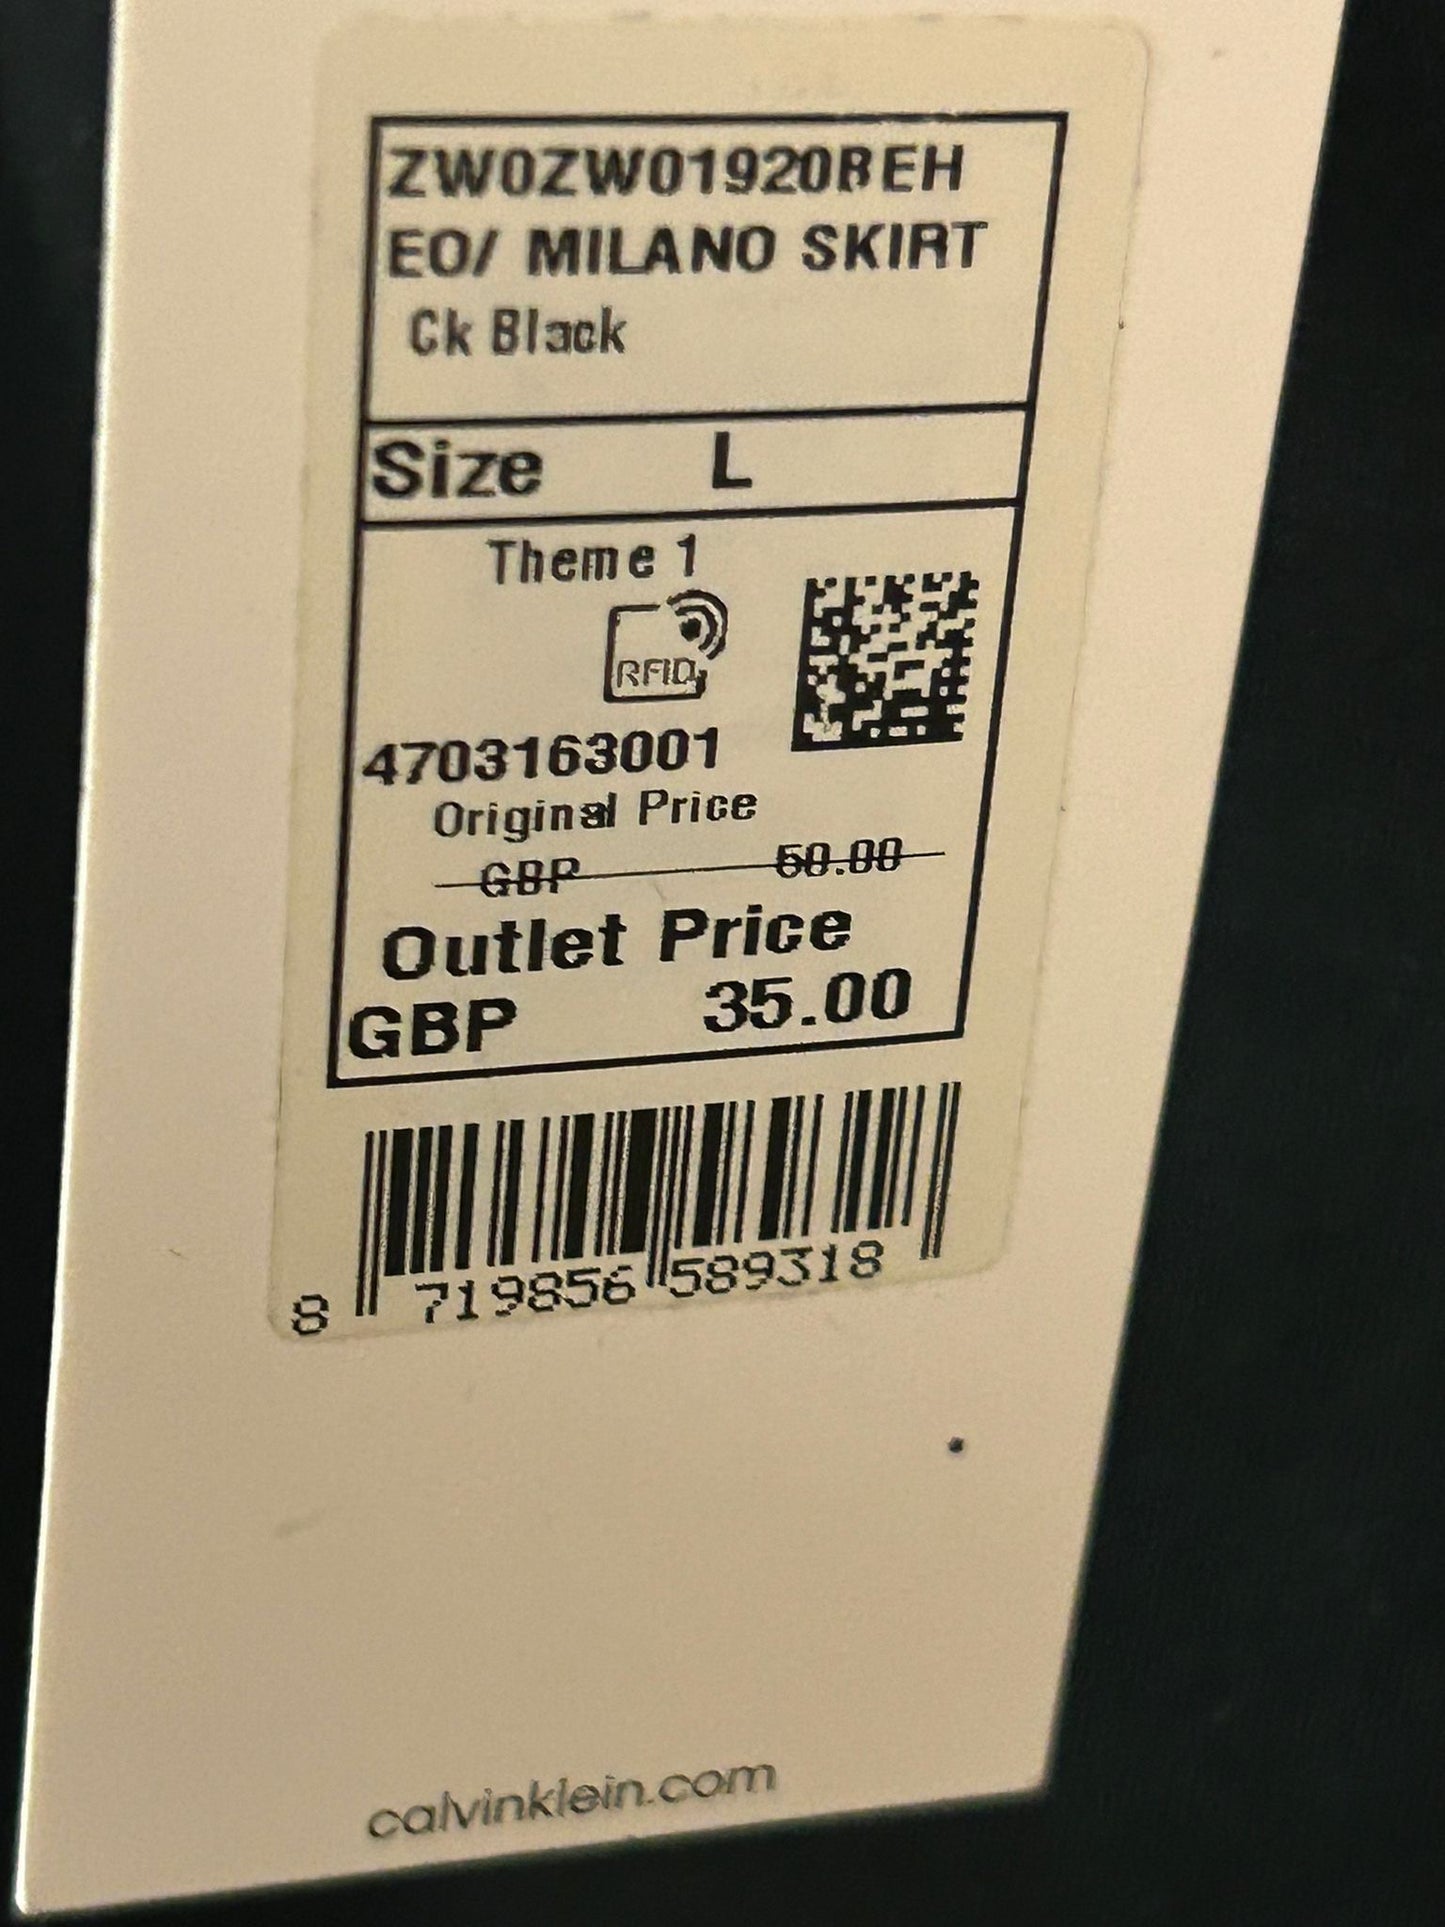 ZW0ZW01920BEH
EO/ MILANO SKIRT
Ck Black
Size L
Theme 1
RFID
4703163001
Original Price
GBP 50.00
Outlet Price
GBP 35.00
8 719856 589318
calvinklein.com